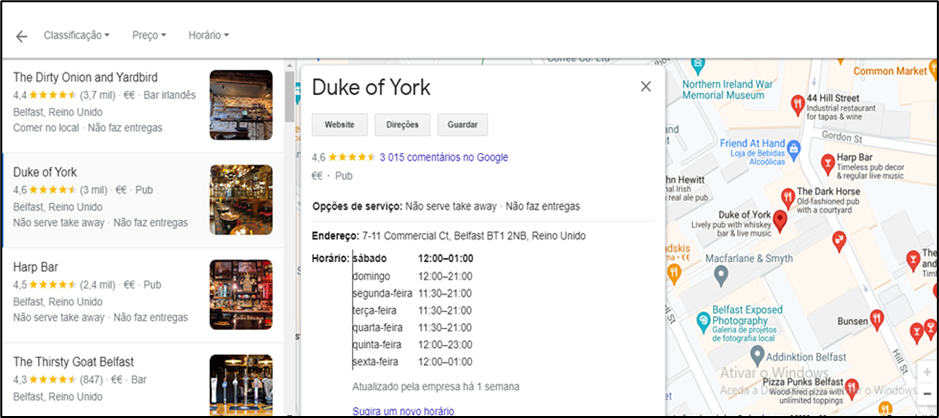 Classificação
Preço
Horário
The Dirty Onion and Yardbird
4,4 (3,7 mil) · €€ · Bar irlandês
Belfast, Reino Unido
Comer no local · Não faz entregas
Duke of York
4,6 (3 mil) · €€ · Pub
Belfast, Reino Unido
Não serve take away · Não faz entregas
Harp Bar
4,5 (2,4 mil) · €€ · Pub
Belfast, Reino Unido
Não serve take away · Não faz entregas
The Thirsty Goat Belfast
4,3 (847) · €€ · Bar
Belfast, Reino Unido
Duke of York
Website
Direções
Guardar
4,6 3 015 comentários no Google
€€ · Pub
Opções de serviço: Não serve take away · Não faz entregas
Endereço: 7-11 Commercial Ct, Belfast BT1 2NB, Reino Unido
Horário: sábado 12:00–01:00
domingo 12:00–21:00
segunda-feira 11:30–21:00
terça-feira 11:30–21:00
quarta-feira 11:30–21:00
quinta-feira 12:00–23:00
sexta-feira 12:00–01:00
Atualizado pela empresa há 1 semana
Sugira um novo horário
Northern Ireland War
Memorial Museum
Common Market
44 Hill Street
Industrial restaurant
for tapas & wine
Gordon St
Friend At Hand
Loja de Bebidas
Alcoólicas
Harp Bar
Timeless pub decor
& regular live music
hn Hewitt
nal Irish
real ale pub
The Dark Horse
Old-fashioned pub
with a courtyard
Duke of York
Lively pub with whiskey
bar & live music
Macfarlane & Smyth
The
and
Tim
Belfast Exposed
Photography
Galeria de projetos
de fotografia local
Bunsen
Hill St
Addinktion Belfast
Ativar o Windows
Pizza Punks Belfast
Wood-fired pizza with
unlimited toppings